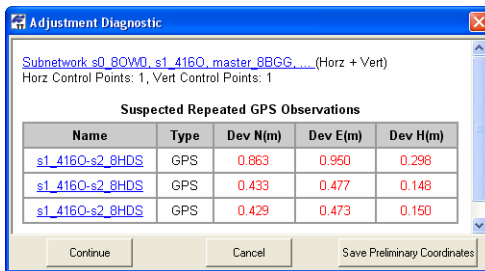 Adjustment Diagnostic
Subnetwork s0_8OW0, s1_416O, master_8BGG, ... (Horz + Vert)
Horz Control Points: 1, Vert Control Points: 1
Suspected Repeated GPS Observations
Name Type Dev N(m) Dev E(m) Dev H(m)
s1_416O-s2_8HDS GPS 0.863 0.950 0.298
s1_416O-s2_8HDS GPS 0.433 0.477 0.148
s1_416O-s2_8HDS GPS 0.429 0.473 0.150
Continue Cancel Save Preliminary Coordinates